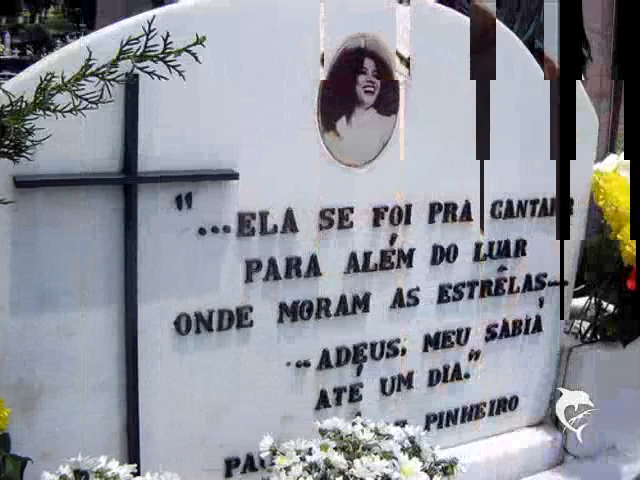 "...ELA SE FOI PRA CANTAR
PARA ALÉM DO LUAR
ONDE MORAM AS ESTRÊLAS...
...ADEUS, MEU SABIÁ
ATÉ UM DIA."
PINHEIRO